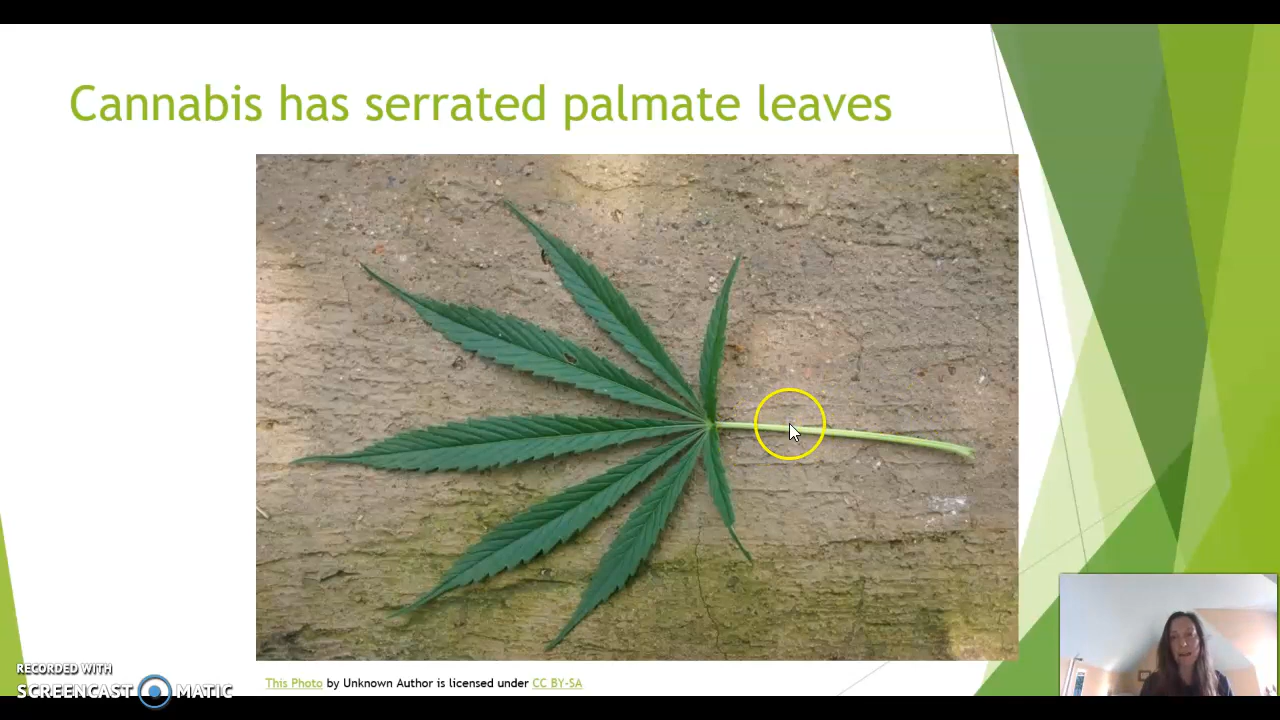 Cannabis has serrated palmate leaves
This Photo by Unknown Author is licensed under CC BY-SA
RECORDED WITH
SCREENCAST MATIC